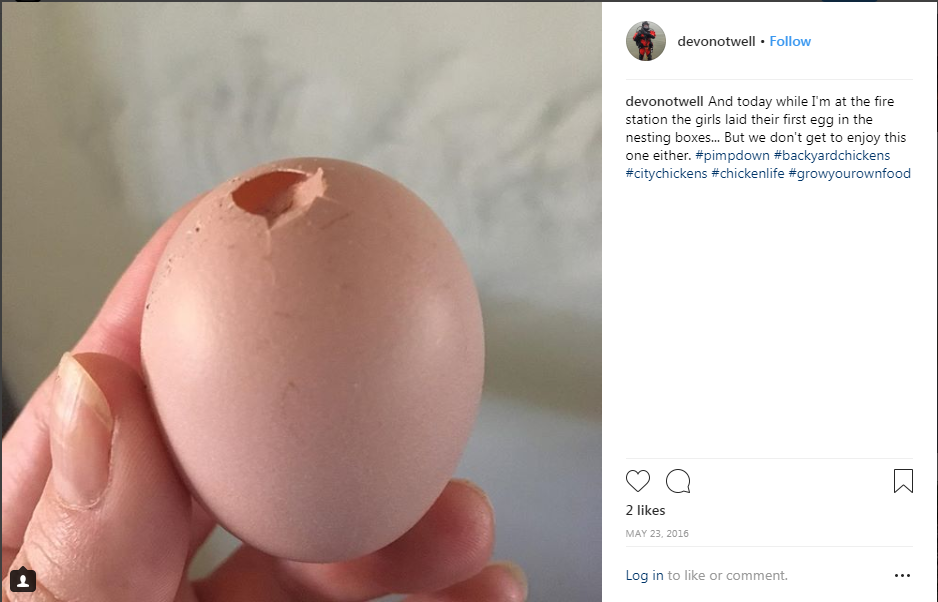 devonotwell • Follow
devonotwell And today while I'm at the fire
station the girls laid their first egg in the
nesting boxes... But we don't get to enjoy this
one either. #pimpdown #backyardchickens
#citychickens #chickenlife #growyourownfood
2 likes
MAY 23, 2016
Log in to like or comment.